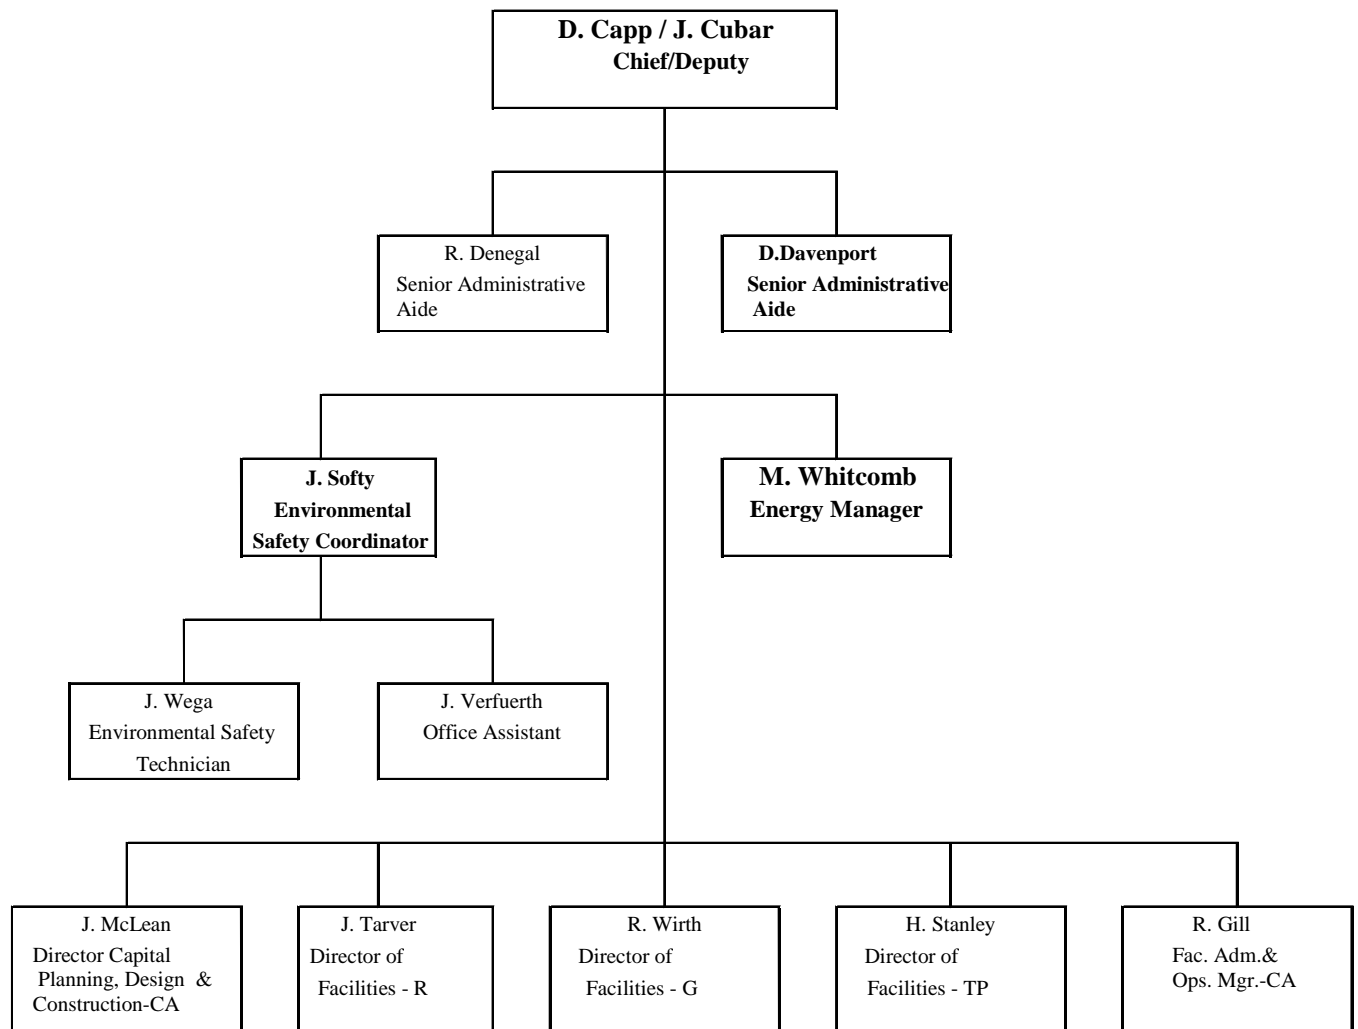 D. Capp / J. Cubar
Chief/Deputy
R. Denegal
Senior Administrative
Aide
D.Davenport
Senior Administrative
Aide
J. Softy
Environmental
Safety Coordinator
M. Whitcomb
Energy Manager
J. Wega
Environmental Safety
Technician
J. Verfuerth
Office Assistant
J. McLean
Director Capital
Planning, Design &
Construction-CA
J. Tarver
Director of
Facilities - R
R. Wirth
Director of
Facilities - G
H. Stanley
Director of
Facilities - TP
R. Gill
Fac. Adm.&
Ops. Mgr.-CA